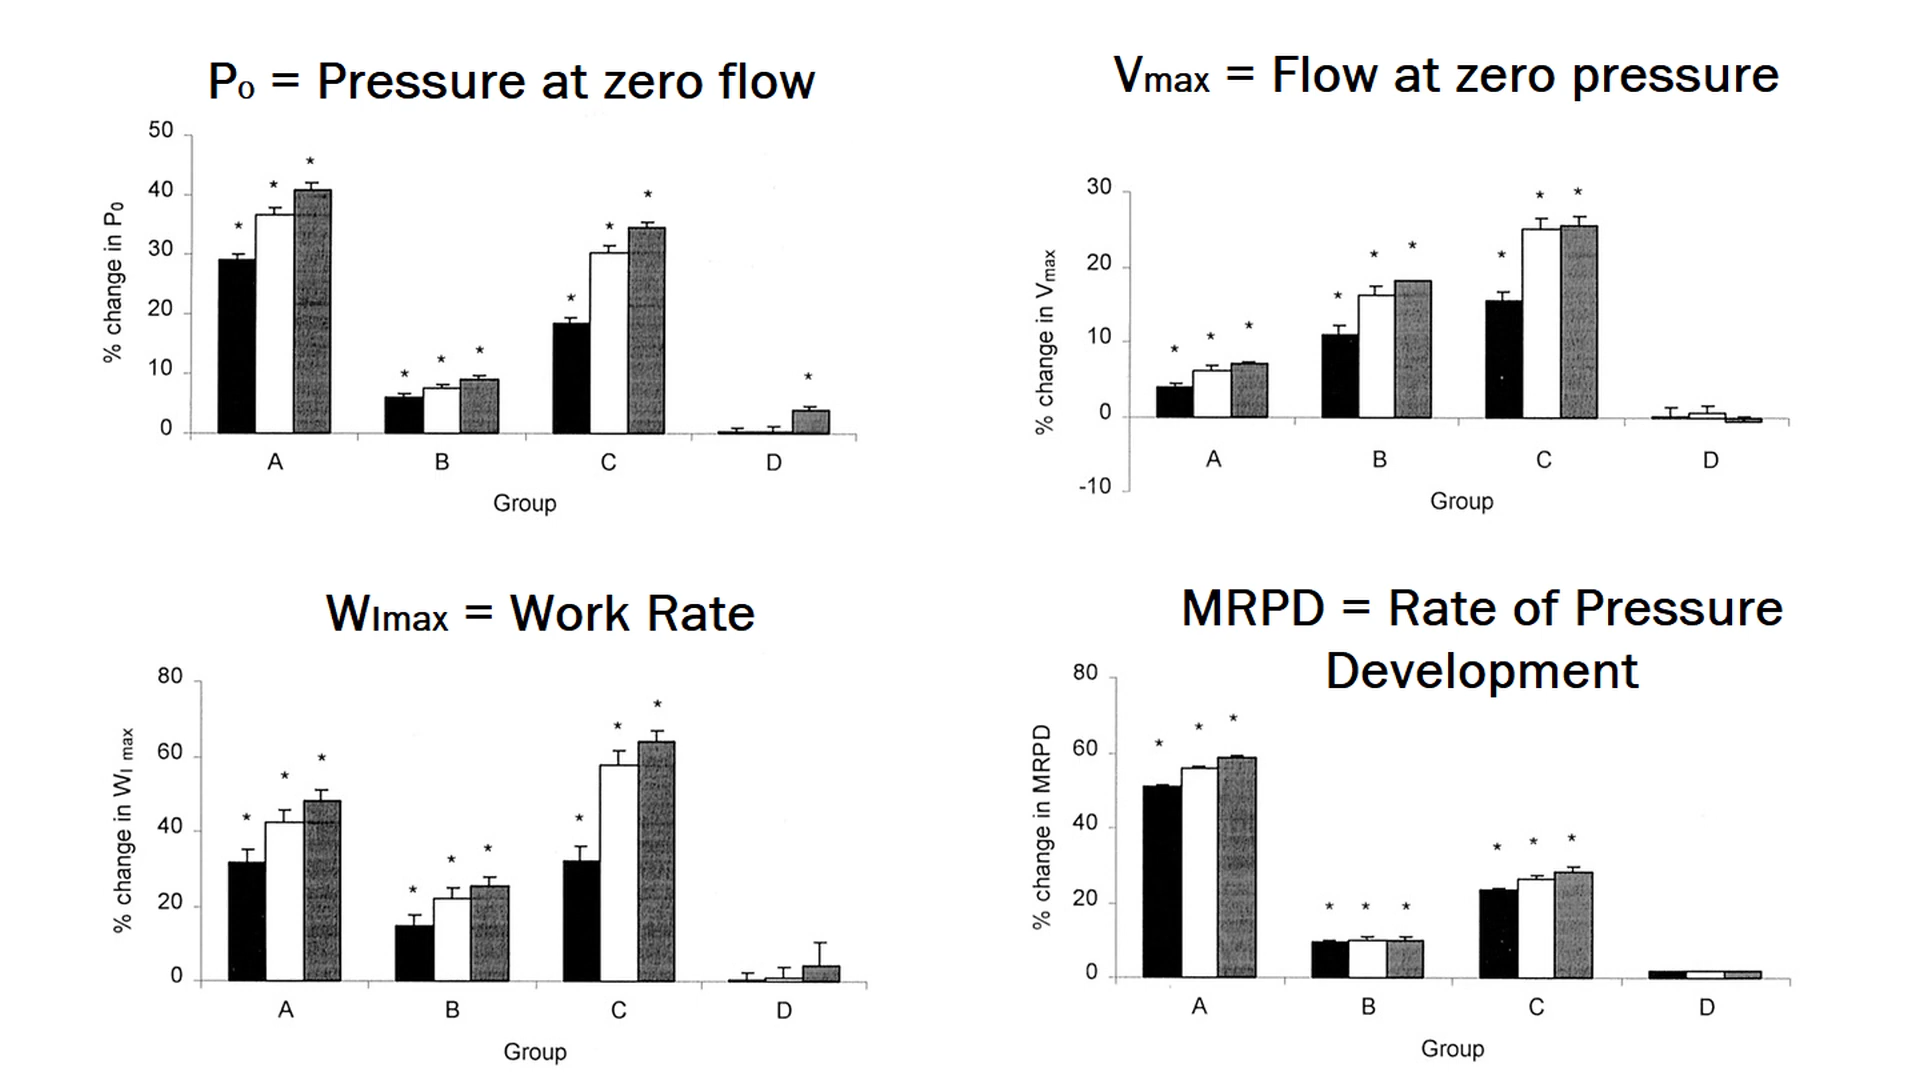 Po = Pressure at zero flow
50
40
30
20
10
0
% change in P0
* * *
* * *
* * *
*
A B C D
Group
Vmax = Flow at zero pressure
30
20
10
0
-10
% change in Vmax
* * *
* * *
* * *
A B C D
Group
WImax = Work Rate
80
60
40
20
0
% change in WI max
* * *
* * *
* * *
A B C D
Group
MRPD = Rate of Pressure
Development
80
60
40
20
0
% change in MRPD
* * *
* * *
* * *
A B C D
Group